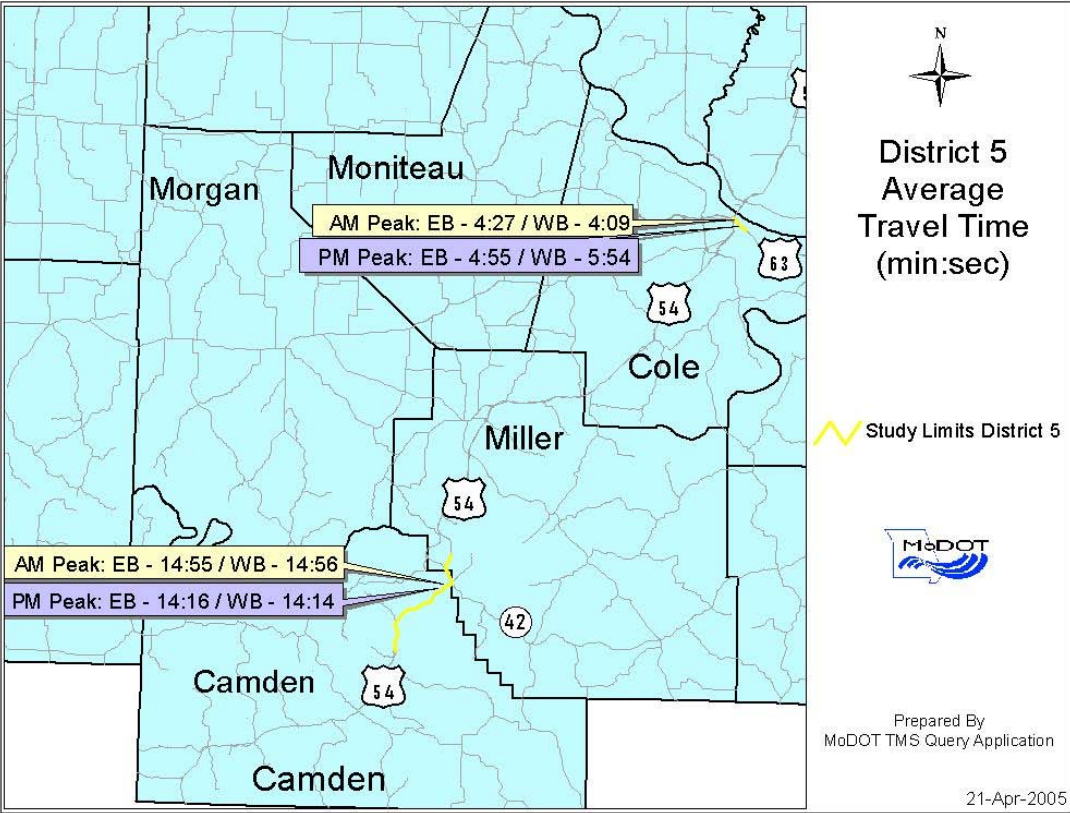 N
District 5
Average
Travel Time
(min:sec)
Morgan
Moniteau
AM Peak: EB - 4:27 / WB - 4:09
PM Peak: EB - 4:55 / WB - 5:54
63
54
Cole
Miller
54
Study Limits District 5
MoDOT
AM Peak: EB - 14:55 / WB - 14:56
PM Peak: EB - 14:16 / WB - 14:14
42
Camden
54
Camden
Prepared By
MoDOT TMS Query Application
21-Apr-2005